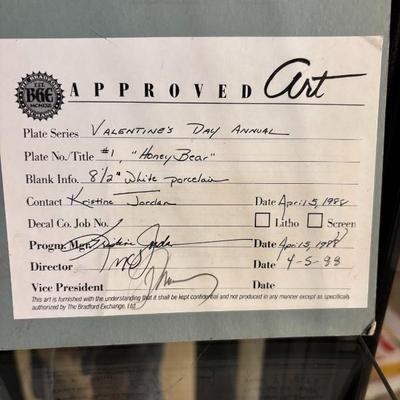 BGE
APPROVED Art
Plate Series Valentine's Day Annual
Plate No./Title #1, "Honey Bear"
Blank Info. 8 1/2" White porcelain
Contact Kristine Jordan Date April 5, 1988
Decal Co. Job No. Litho Screen
Progm. Mgr. Date April 5, 1988
Director Date 4-5-88
Vice President Date
This art is furnished with the understanding that it shall be kept confidential and not produced in any manner except as specifically
authorized by The Bradford Exchange, Ltd.